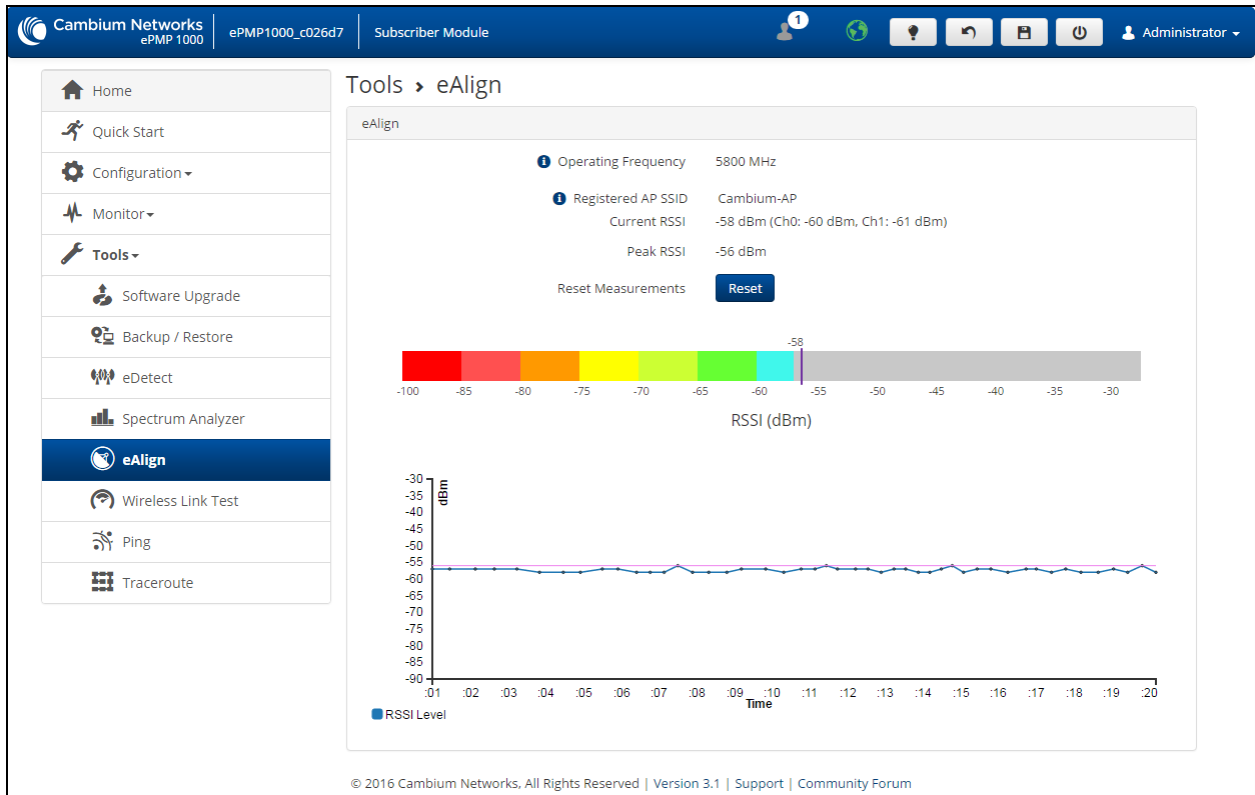 Cambium Networks
ePMP 1000
ePMP1000_c026d7
Subscriber Module
1
Administrator
Home
Quick Start
Configuration
Monitor
Tools
Software Upgrade
Backup / Restore
eDetect
Spectrum Analyzer
eAlign
Wireless Link Test
Ping
Traceroute
Tools › eAlign
eAlign
Operating Frequency 5800 MHz
Registered AP SSID Cambium-AP
Current RSSI -58 dBm (Ch0: -60 dBm, Ch1: -61 dBm)
Peak RSSI -56 dBm
Reset Measurements Reset
-58
-100 -85 -80 -75 -70 -65 -60 -55 -50 -45 -40 -35 -30
RSSI (dBm)
dBm
-30
-35
-40
-45
-50
-55
-60
-65
-70
-75
-80
-85
-90
:01 :02 :03 :04 :05 :06 :07 :08 :09 :10 :11 :12 :13 :14 :15 :16 :17 :18 :19 :20
Time
RSSI Level
© 2016 Cambium Networks, All Rights Reserved | Version 3.1 | Support | Community Forum